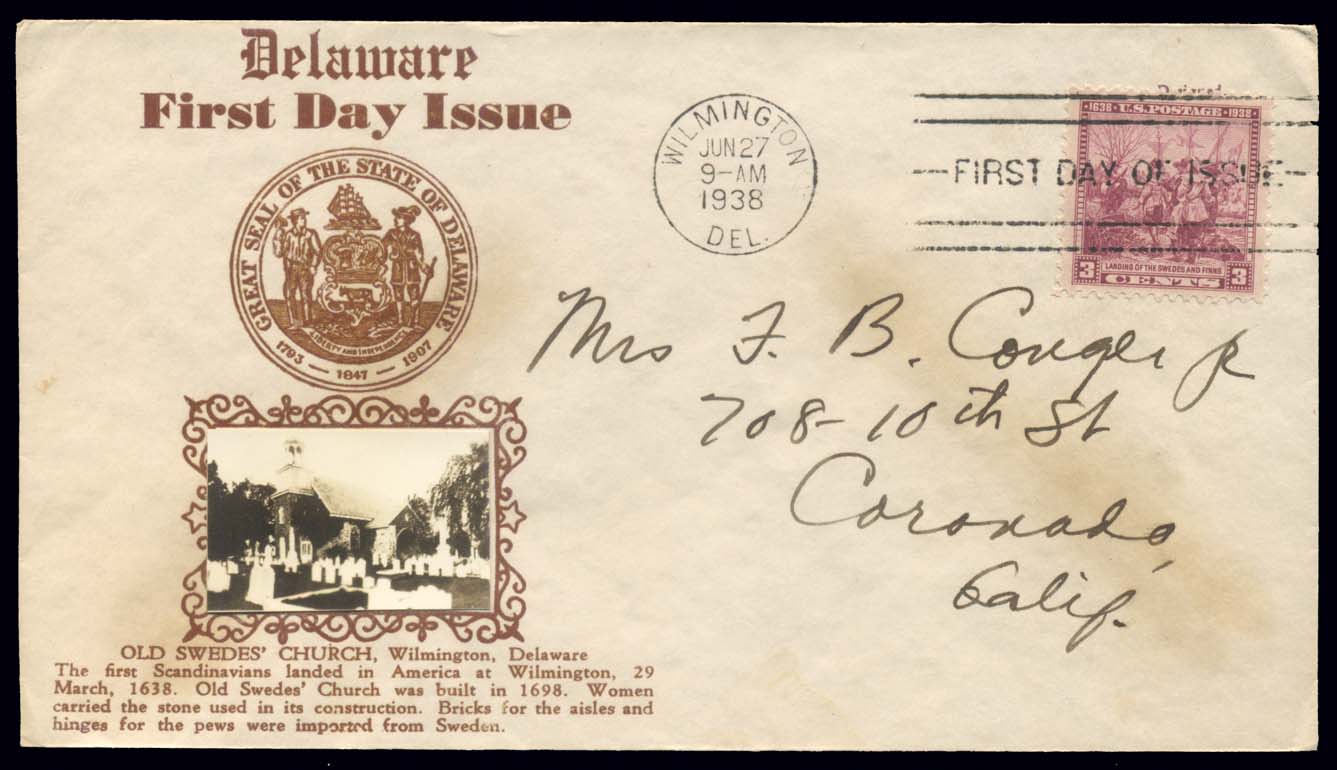 Delaware
First Day Issue
GREAT SEAL OF THE STATE OF DELAWARE
LIBERTY AND INDEPENDENCE
1793 — 1847 — 1907
OLD SWEDES' CHURCH, Wilmington, Delaware
The first Scandinavians landed in America at Wilmington, 29
March, 1638. Old Swedes' Church was built in 1698. Women
carried the stone used in its construction. Bricks for the aisles and
hinges for the pews were imported from Sweden.
WILMINGTON
JUN 27
9-AM
1938
DEL.
FIRST DAY OF ISSUE
1638 · U.S. POSTAGE · 1938
LANDING OF THE SWEDES AND FINNS
3 CENTS 3
Mrs F. B. Conger Jr
708-10th St
Coronado,
Calif.